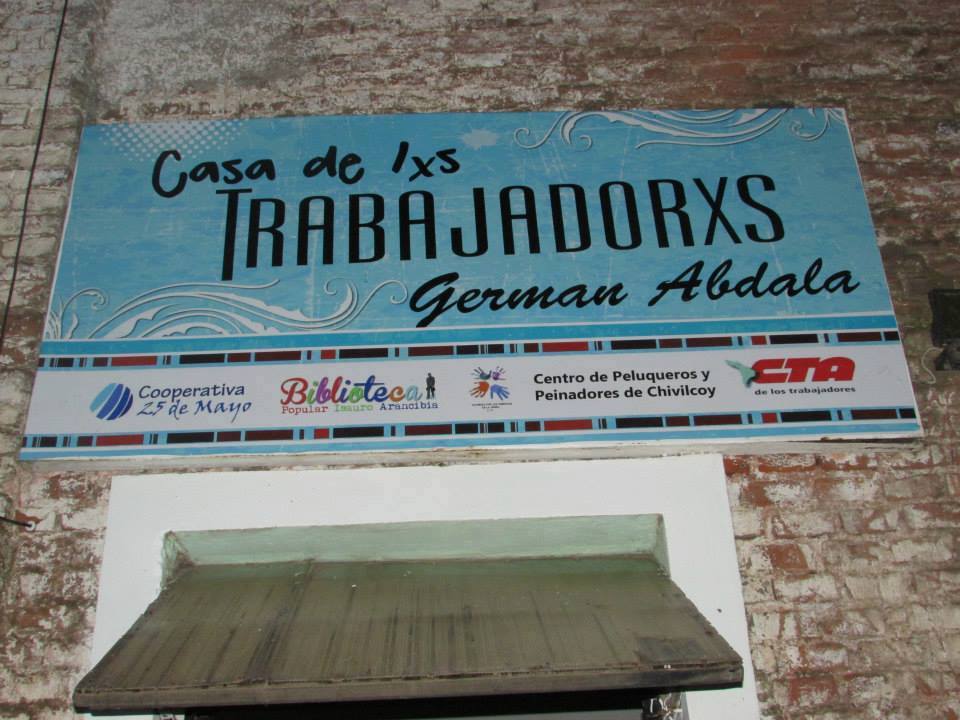 Casa de lxs
TRABAJADORXS
German Abdala
Cooperativa
25 de Mayo
Biblioteca
Popular Isauro Arancibia
Centro de Peluqueros y
Peinadores de Chivilcoy
CTA
de los trabajadores